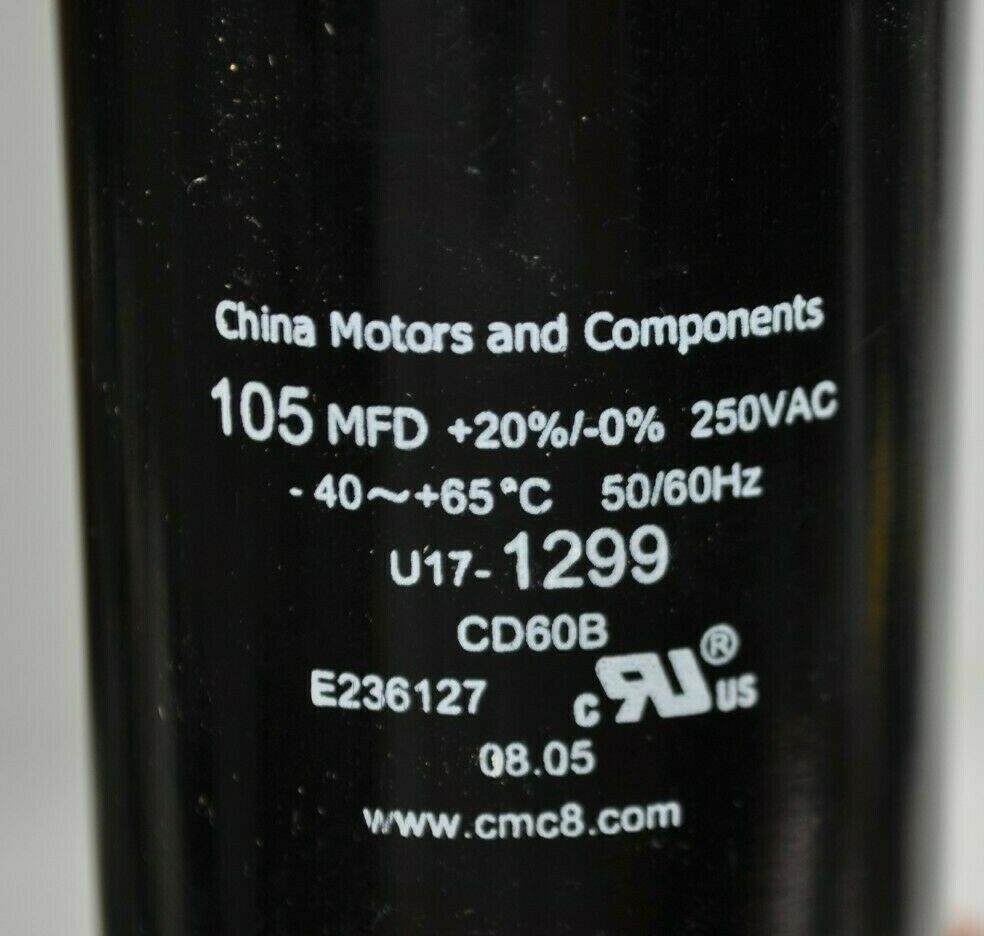 China Motors and Components
105 MFD +20%/-0% 250VAC
-40~+65°C 50/60Hz
U17-1299
CD60B
E236127 c RU ® US
08.05
www.cmc8.com